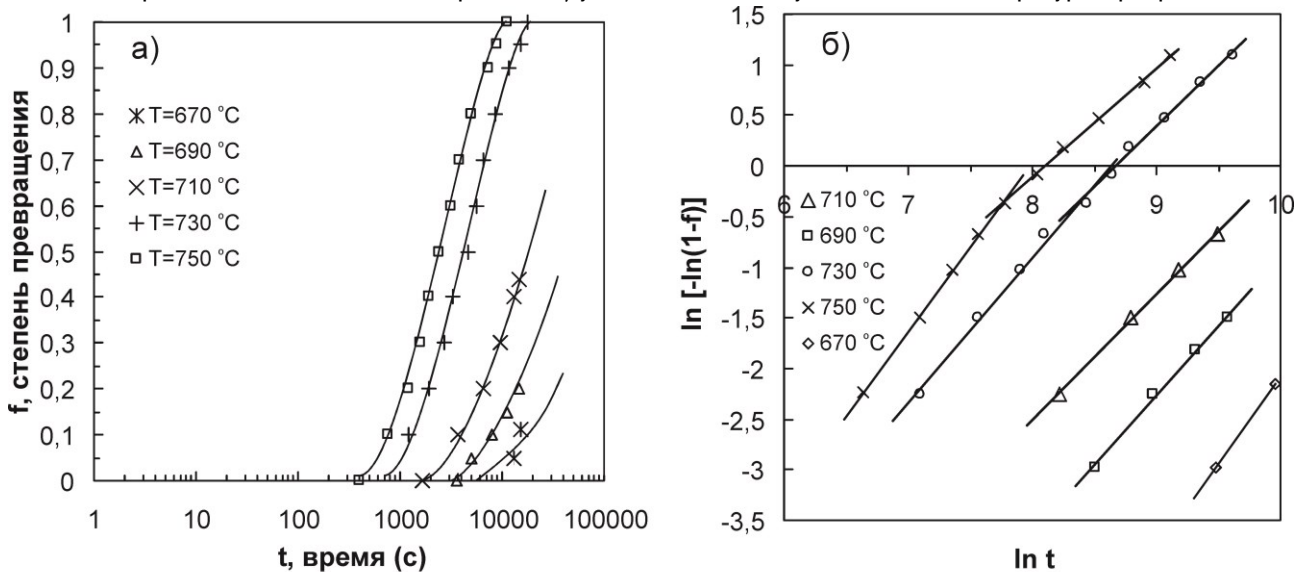 а)
1
0,9
0,8
0,7
0,6
0,5
0,4
0,3
0,2
0,1
0
f, степень превращения
T=670 °C
T=690 °C
T=710 °C
T=730 °C
T=750 °C
1 10 100 1000 10000 100000
t, время (с)
б)
1,5
1
0,5
0
-0,5
-1
-1,5
-2
-2,5
-3
-3,5
ln [-ln(1-f)]
6 7 8 9 10
710 °C
690 °C
730 °C
750 °C
670 °C
ln t